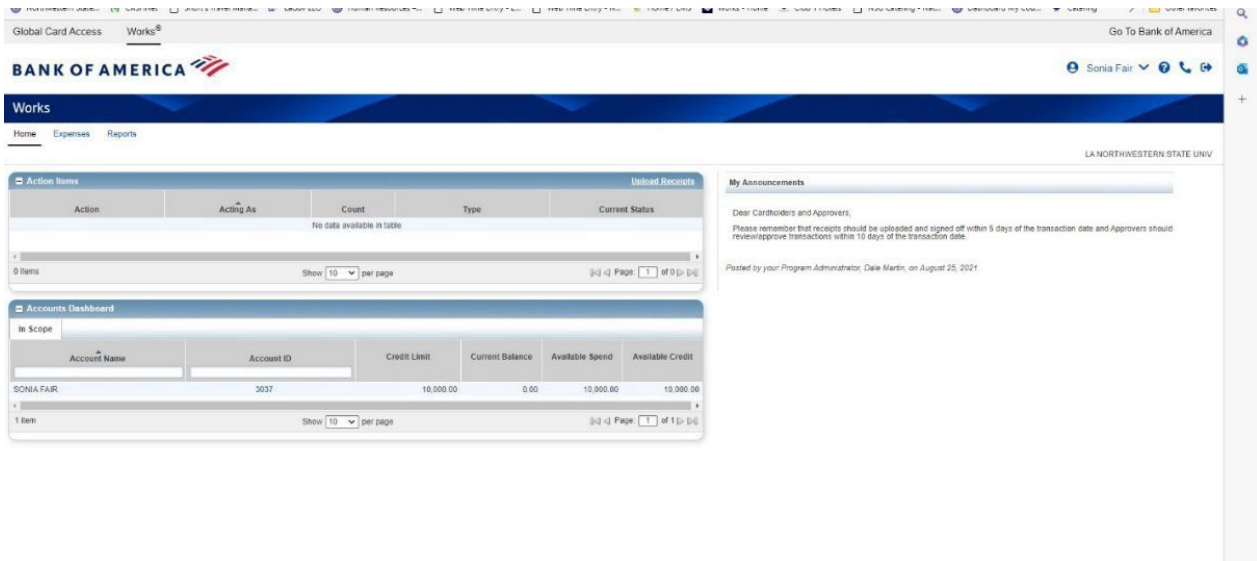 Human Resources -...
Works - Home
Other favorites
Global Card Access Works® Go To Bank of America
BANK OF AMERICA Sonia Fair
Works
Home Expenses Reports
LA NORTHWESTERN STATE UNIV
Action Items Upload Receipts My Announcements
Action Acting As Count Type Current Status
No data available in table
Dear Cardholders and Approvers,
Please remember that receipts should be uploaded and signed off within 5 days of the transaction date and Approvers should
review/approve transactions within 10 days of the transaction date.
0 items Show 10 per page Page: 1 of 0
Posted by your Program Administrator, Dale Martin, on August 25, 2021.
Accounts Dashboard
In Scope
Account Name Account ID Credit Limit Current Balance Available Spend Available Credit
SONIA FAIR 3037 10,000.00 0.00 10,000.00 10,000.00
1 item Show 10 per page Page: 1 of 1